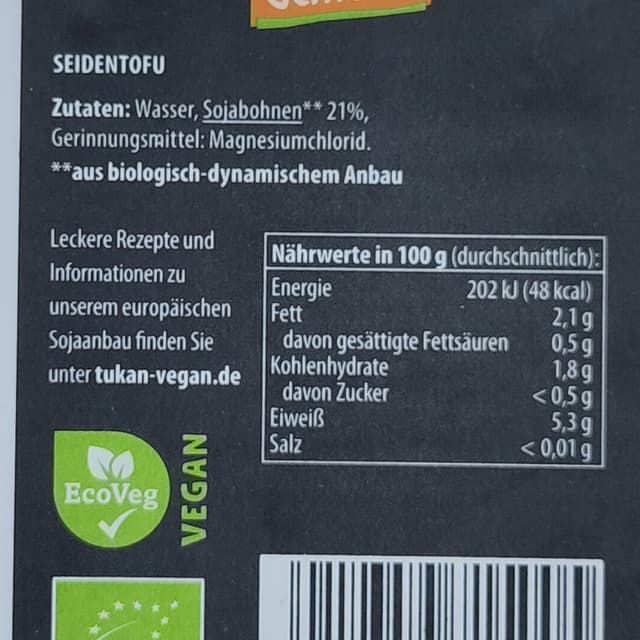 SEIDENTOFU
Zutaten: Wasser, Sojabohnen** 21%,
Gerinnungsmittel: Magnesiumchlorid.
**aus biologisch-dynamischem Anbau
Leckere Rezepte und
Informationen zu
unserem europäischen
Sojaanbau finden Sie
unter tukan-vegan.de
Nährwerte in 100 g (durchschnittlich):
Energie 202 kJ (48 kcal)
Fett 2,1 g
davon gesättigte Fettsäuren 0,5 g
Kohlenhydrate 1,8 g
davon Zucker < 0,5 g
Eiweiß 5,3 g
Salz < 0,01 g
EcoVeg
VEGAN